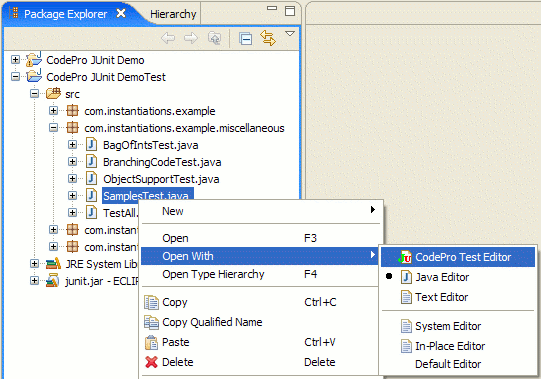 Package Explorer
Hierarchy
CodePro JUnit Demo
CodePro JUnit DemoTest
src
com.instantiations.example
com.instantiations.example.miscellaneous
BagOfIntsTest.java
BranchingCodeTest.java
ObjectSupportTest.java
SamplesTest.java
TestAll.
com.insta
com.insta
JRE System Lib
junit.jar - ECLIP
New
Open F3
Open With
Open Type Hierarchy F4
Copy Ctrl+C
Copy Qualified Name
Paste Ctrl+V
Delete Delete
CodePro Test Editor
Java Editor
Text Editor
System Editor
In-Place Editor
Default Editor